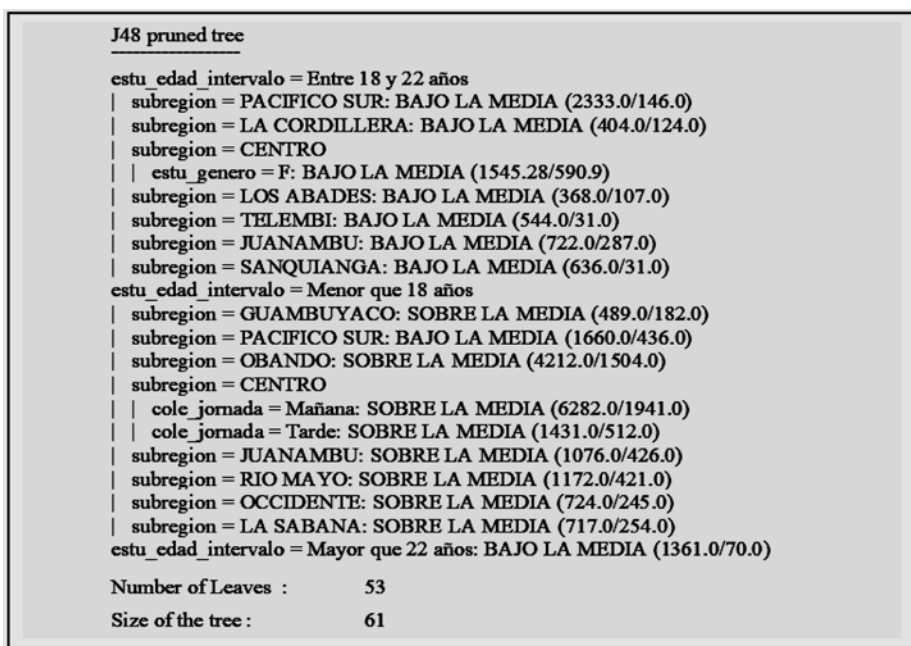 J48 pruned tree
------------------
estu_edad_intervalo = Entre 18 y 22 años
| subregion = PACIFICO SUR: BAJO LA MEDIA (2333.0/146.0)
| subregion = LA CORDILLERA: BAJO LA MEDIA (404.0/124.0)
| subregion = CENTRO
| | estu_genero = F: BAJO LA MEDIA (1545.28/590.9)
| subregion = LOS ABADES: BAJO LA MEDIA (368.0/107.0)
| subregion = TELEMBI: BAJO LA MEDIA (544.0/31.0)
| subregion = JUANAMBU: BAJO LA MEDIA (722.0/287.0)
| subregion = SANQUIANGA: BAJO LA MEDIA (636.0/31.0)
estu_edad_intervalo = Menor que 18 años
| subregion = GUAMBUYACO: SOBRE LA MEDIA (489.0/182.0)
| subregion = PACIFICO SUR: BAJO LA MEDIA (1660.0/436.0)
| subregion = OBANDO: SOBRE LA MEDIA (4212.0/1504.0)
| subregion = CENTRO
| | cole_jornada = Mañana: SOBRE LA MEDIA (6282.0/1941.0)
| | cole_jornada = Tarde: SOBRE LA MEDIA (1431.0/512.0)
| subregion = JUANAMBU: SOBRE LA MEDIA (1076.0/426.0)
| subregion = RIO MAYO: SOBRE LA MEDIA (1172.0/421.0)
| subregion = OCCIDENTE: SOBRE LA MEDIA (724.0/245.0)
| subregion = LA SABANA: SOBRE LA MEDIA (717.0/254.0)
estu_edad_intervalo = Mayor que 22 años: BAJO LA MEDIA (1361.0/70.0)
Number of Leaves : 53
Size of the tree : 61